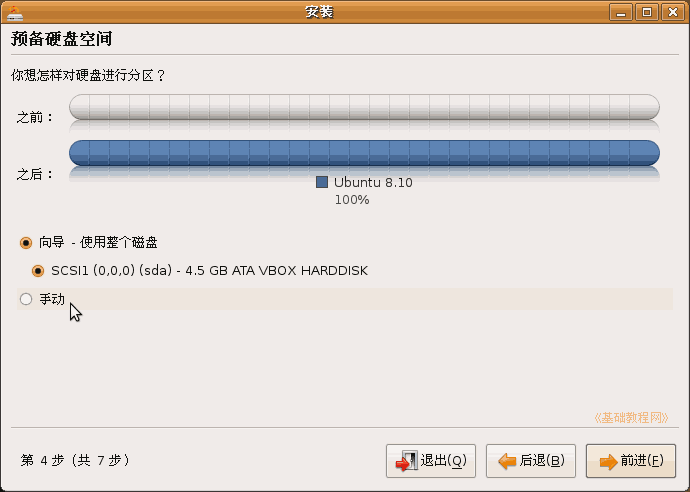 安装
预备硬盘空间
你想怎样对硬盘进行分区？
之前：
之后：
Ubuntu 8.10
100%
向导 - 使用整个磁盘
SCSI1 (0,0,0) (sda) - 4.5 GB ATA VBOX HARDDISK
手动
《基础教程网》
第 4 步（共 7 步）
退出(Q)
后退(B)
前进(F)